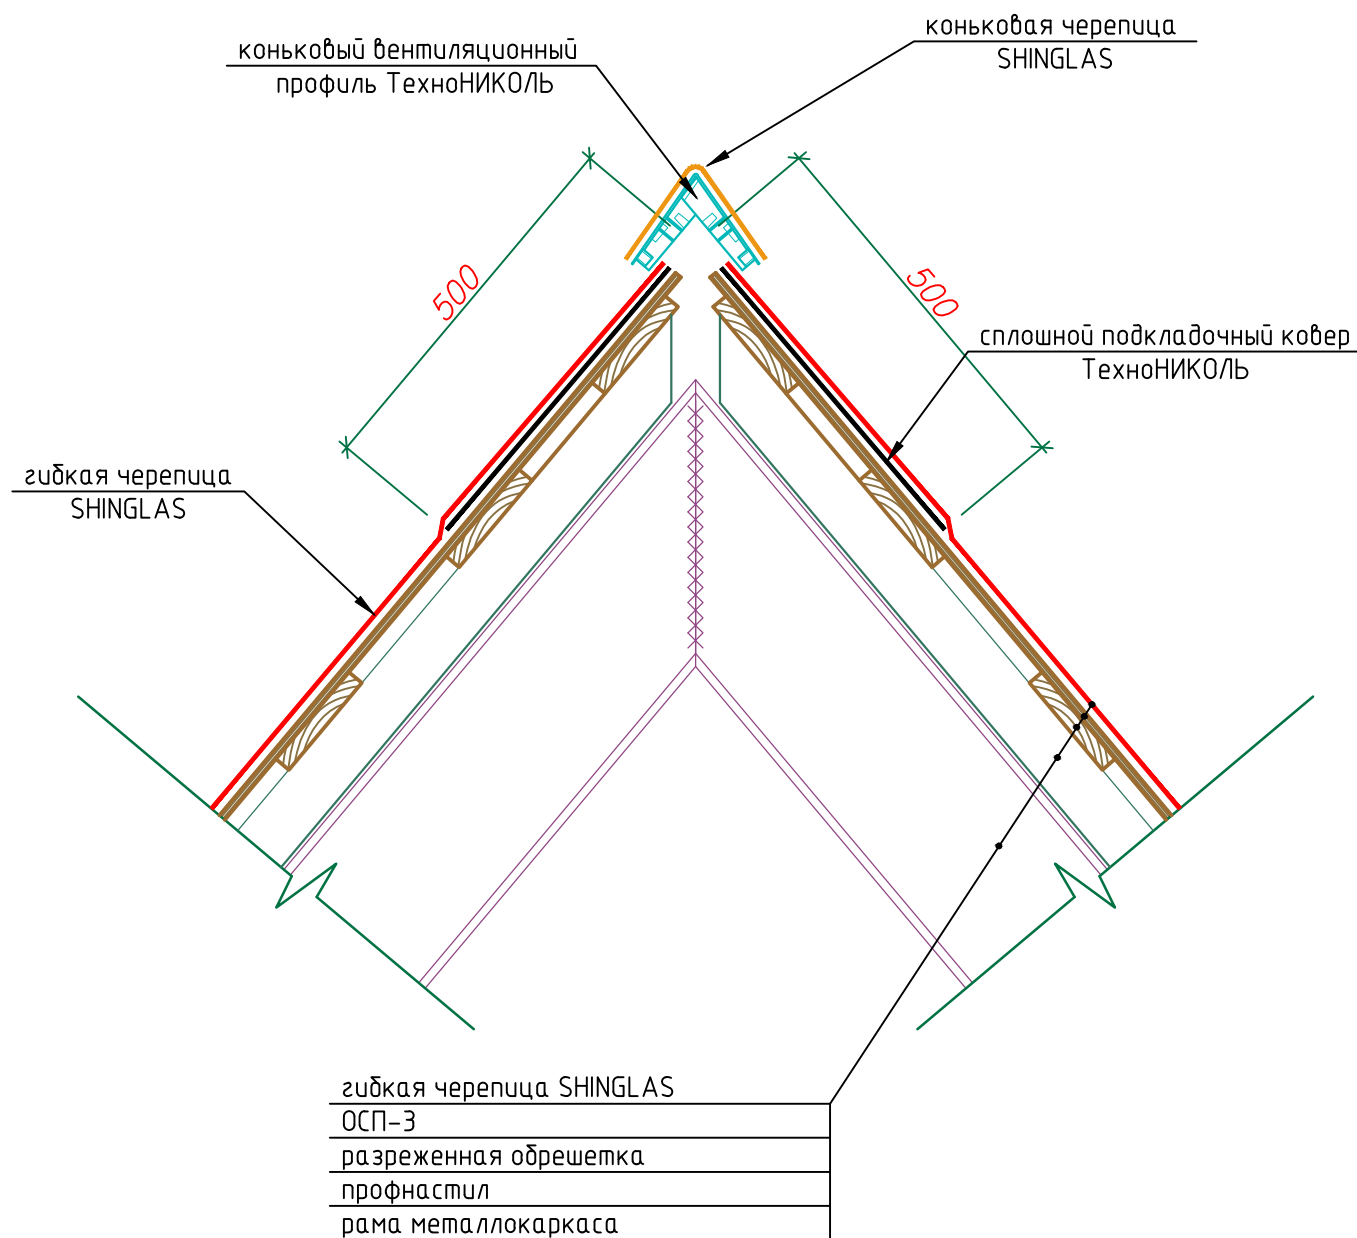 коньковая черепица
SHINGLAS
коньковый вентиляционный
профиль ТехноНИКОЛЬ
500
500
сплошной подкладочный ковер
ТехноНИКОЛЬ
гибкая черепица
SHINGLAS
гибкая черепица SHINGLAS
ОСП-3
разреженная обрешетка
профнастил
рама металлокаркаса